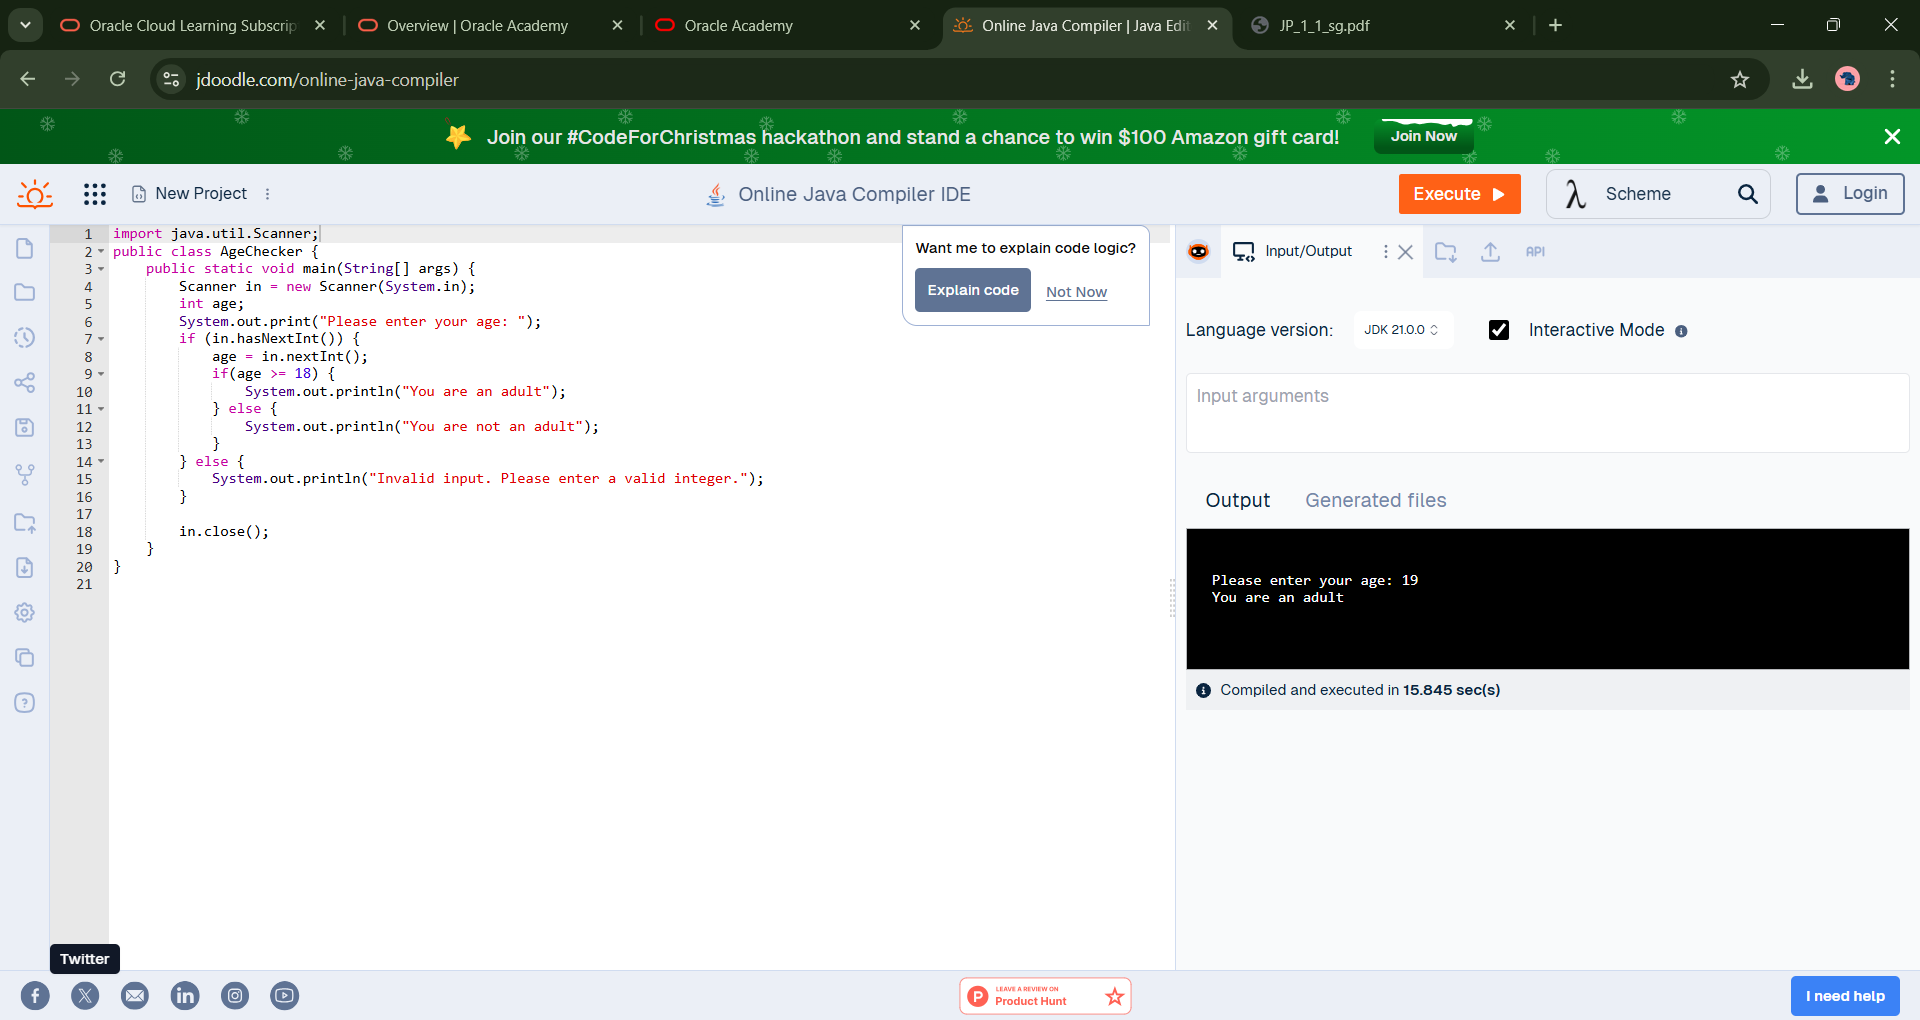 Oracle Cloud Learning Subscrip
Overview | Oracle Academy
Oracle Academy
Online Java Compiler | Java Edit
JP_1_1_sg.pdf
jdoodle.com/online-java-compiler
Join our #CodeForChristmas hackathon and stand a chance to win $100 Amazon gift card!
Join Now
New Project
Online Java Compiler IDE
Execute
λ Scheme
Login
1 import java.util.Scanner;
2 public class AgeChecker {
3 public static void main(String[] args) {
4 Scanner in = new Scanner(System.in);
5 int age;
6 System.out.print("Please enter your age: ");
7 if (in.hasNextInt()) {
8 age = in.nextInt();
9 if(age >= 18) {
10 System.out.println("You are an adult");
11 } else {
12 System.out.println("You are not an adult");
13 }
14 } else {
15 System.out.println("Invalid input. Please enter a valid integer.");
16 }
17
18 in.close();
19 }
20 }
21
Want me to explain code logic?
Explain code
Not Now
Input/Output
API
Language version:
JDK 21.0.0
Interactive Mode
Input arguments
Output
Generated files
Please enter your age: 19
You are an adult
Compiled and executed in 15.845 sec(s)
Twitter
LEAVE A REVIEW ON
Product Hunt
I need help